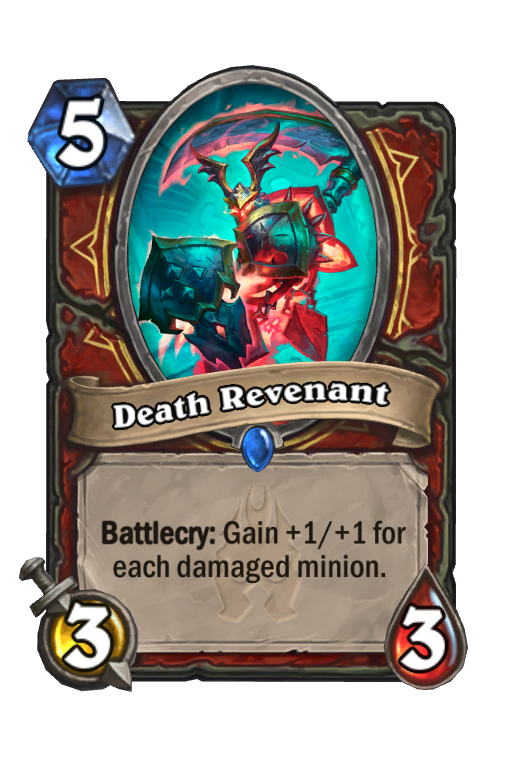 5
Death Revenant
Battlecry: Gain +1/+1 for
each damaged minion.
3
3